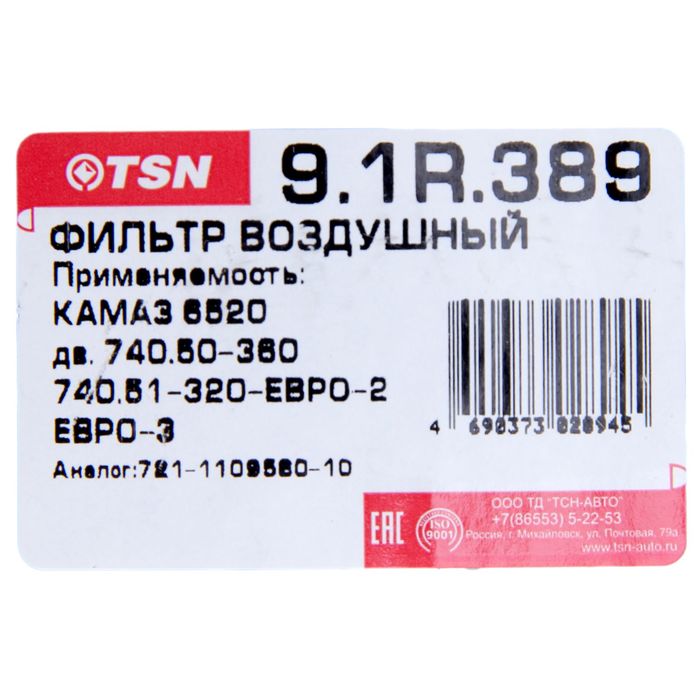 TSN 9.1R.389
ФИЛЬТР ВОЗДУШНЫЙ
Применяемость:
КАМАЗ 6520
дв. 740.50-360
740.51-320-ЕВРО-2
ЕВРО-3
Аналог:721-1109560-10
4 690373 020945
EAC
ISO
9001
ООО ТД "ТСН-АВТО"
+7(86553) 5-22-53
Россия, г. Михайловск, ул. Почтовая, 79а
www.tsn-auto.ru